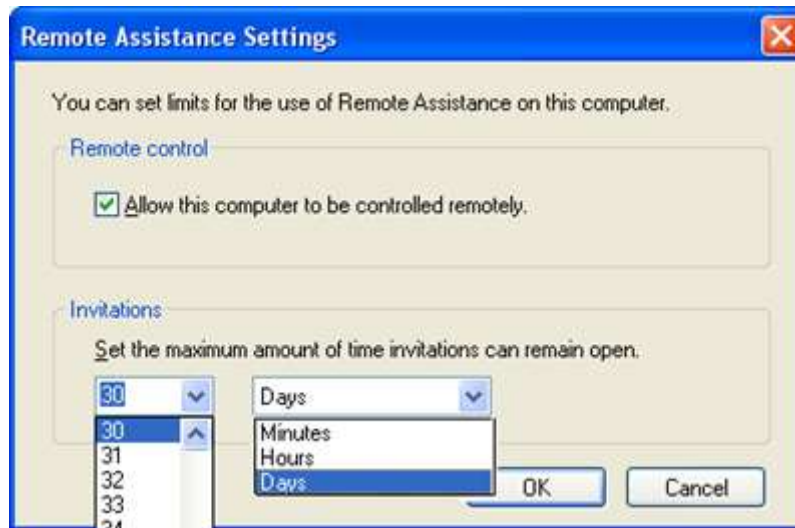 Remote Assistance Settings
You can set limits for the use of Remote Assistance on this computer.
Remote control
Allow this computer to be controlled remotely.
Invitations
Set the maximum amount of time invitations can remain open.
30 Days
30 Minutes
31 Hours
32 Days
33
34
OK Cancel